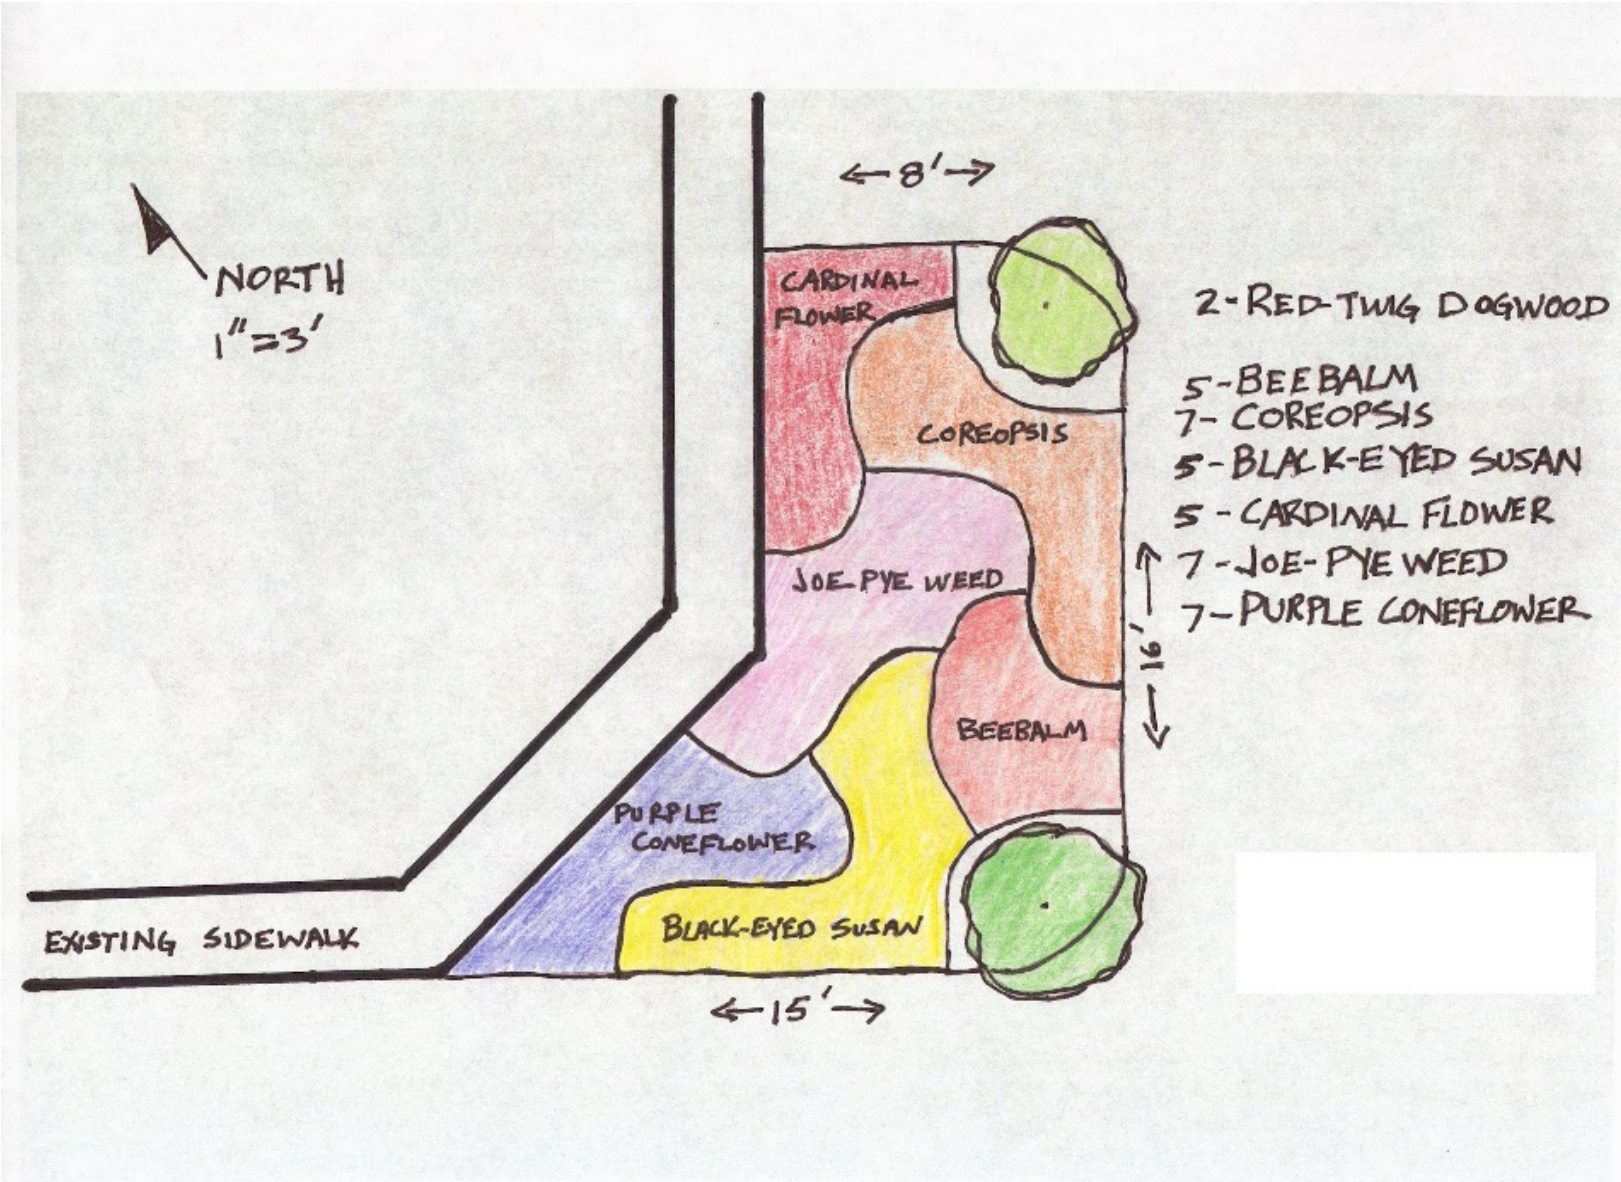 8'
NORTH
1"=3'
CARDINAL
FLOWER
COREOPSIS
JOE-PYE WEED
BEEBALM
PURPLE
CONEFLOWER
BLACK-EYED SUSAN
EXISTING SIDEWALK
15'
16'
2-RED-TWIG DOGWOOD
5-BEEBALM
7-COREOPSIS
5-BLACK-EYED SUSAN
5-CARDINAL FLOWER
7-JOE-PYE WEED
7-PURPLE CONEFLOWER